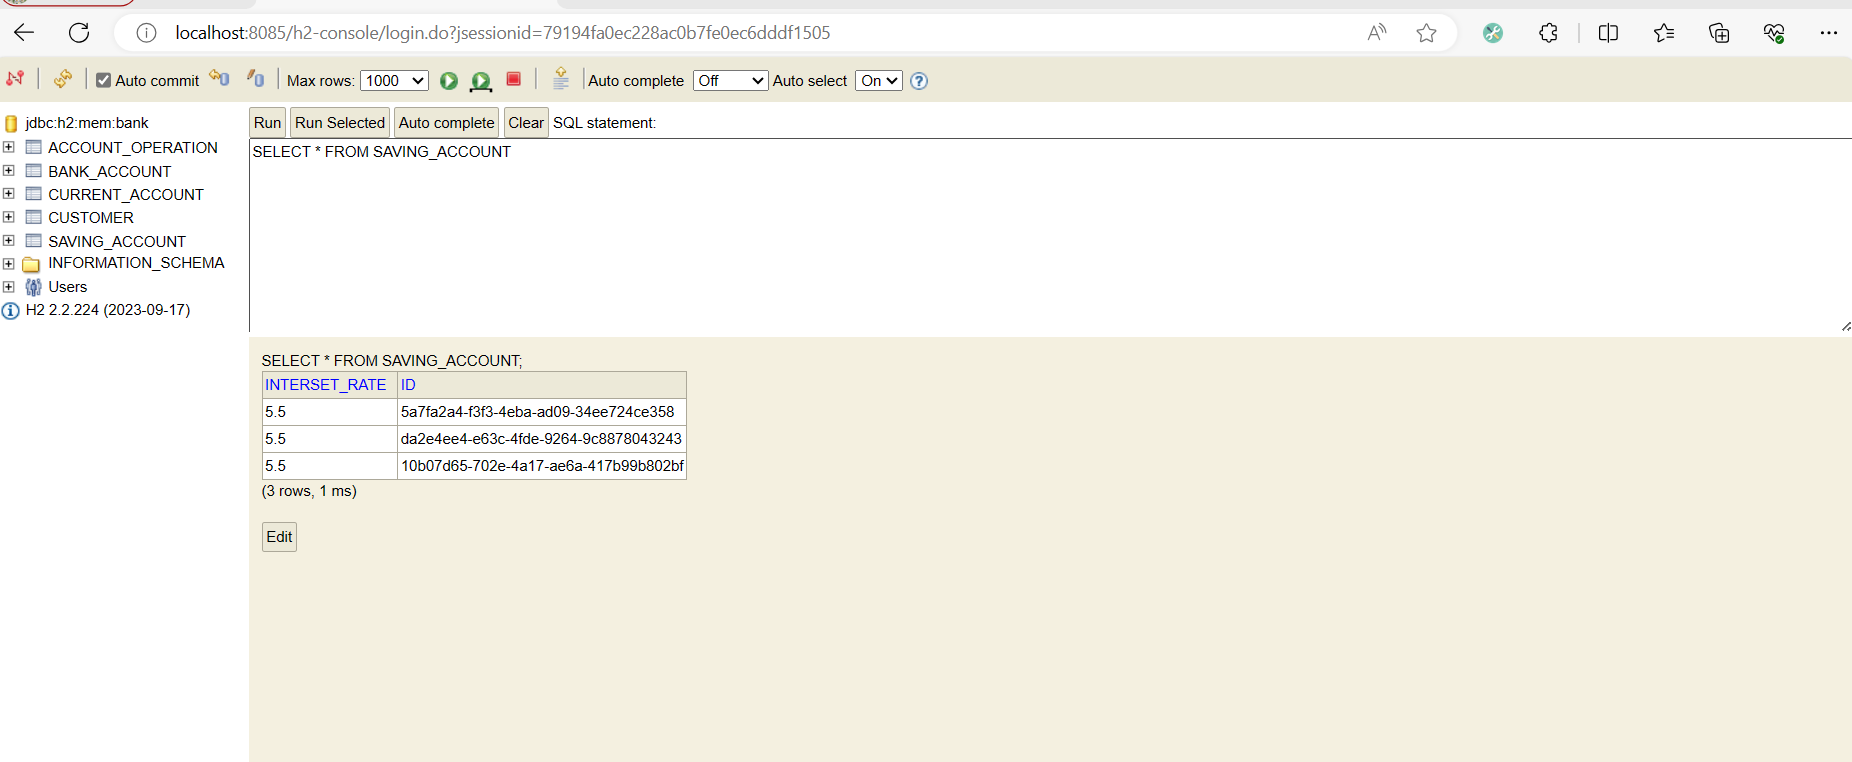 localhost:8085/h2-console/login.do?jsessionid=79194fa0ec228ac0b7fe0ec6dddf1505
Auto commit Max rows: 1000 Auto complete Off Auto select On
jdbc:h2:mem:bank
ACCOUNT_OPERATION
BANK_ACCOUNT
CURRENT_ACCOUNT
CUSTOMER
SAVING_ACCOUNT
INFORMATION_SCHEMA
Users
H2 2.2.224 (2023-09-17)
Run Run Selected Auto complete Clear SQL statement:
SELECT * FROM SAVING_ACCOUNT
SELECT * FROM SAVING_ACCOUNT;
INTERSET_RATE ID
5.5 5a7fa2a4-f3f3-4eba-ad09-34ee724ce358
5.5 da2e4ee4-e63c-4fde-9264-9c8878043243
5.5 10b07d65-702e-4a17-ae6a-417b99b802bf
(3 rows, 1 ms)
Edit